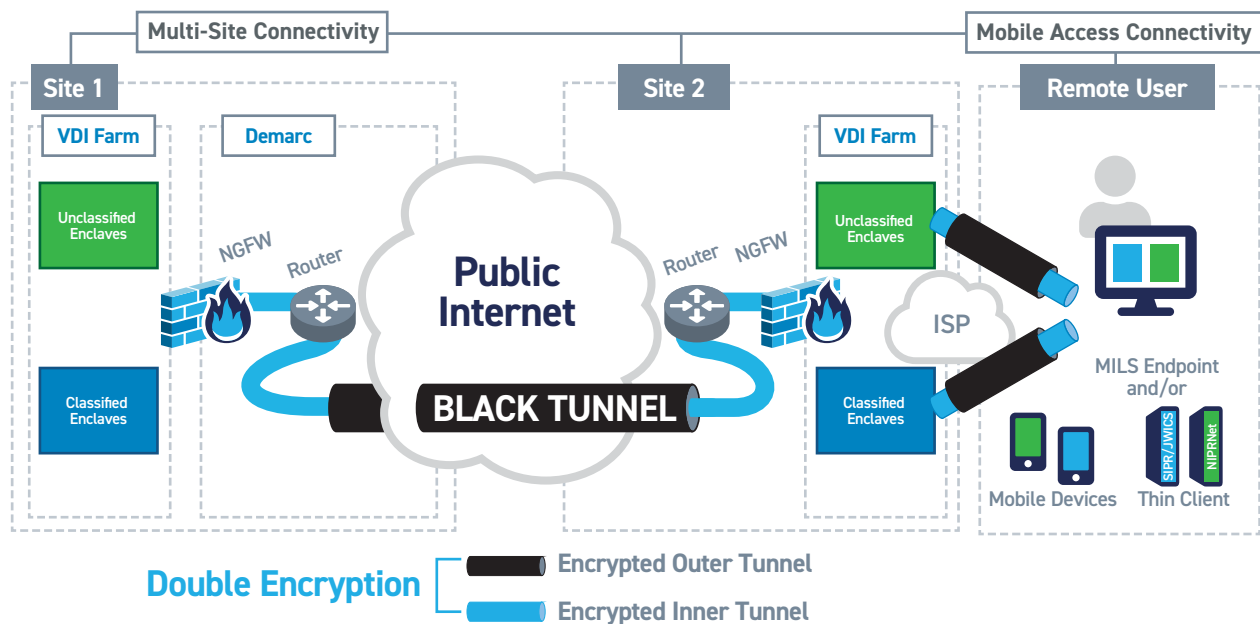 Multi-Site Connectivity
Mobile Access Connectivity
Site 1
Site 2
Remote User
VDI Farm
Demarc
VDI Farm
Unclassified
Enclaves
NGFW
Router
Public
Internet
Router
NGFW
Unclassified
Enclaves
ISP
Classified
Enclaves
BLACK TUNNEL
Classified
Enclaves
MILS Endpoint
and/or
SIPR/JWICS
NIPRNet
Mobile Devices
Thin Client
Double Encryption
Encrypted Outer Tunnel
Encrypted Inner Tunnel